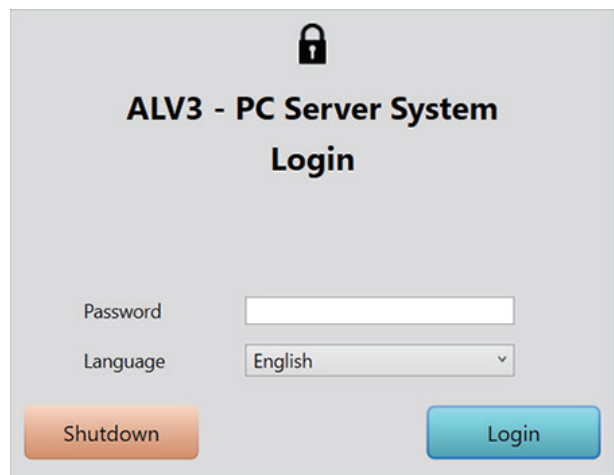 ALV3 - PC Server System
Login
Password
Language English
Shutdown Login